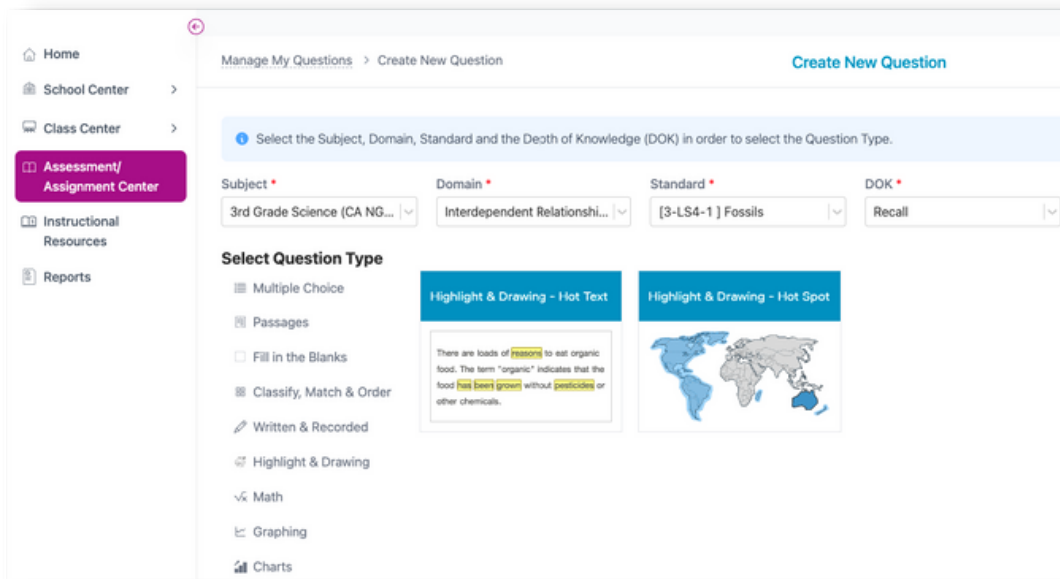 Home
School Center
Class Center
Assessment/
Assignment Center
Instructional
Resources
Reports
Manage My Questions > Create New Question
Create New Question
Select the Subject, Domain, Standard and the Depth of Knowledge (DOK) in order to select the Question Type.
Subject *
Domain *
Standard *
DOK *
3rd Grade Science (CA NG...
Interdependent Relationshi...
[3-LS4-1 ] Fossils
Recall
Select Question Type
Multiple Choice
Passages
Fill in the Blanks
Classify, Match & Order
Written & Recorded
Highlight & Drawing
Math
Graphing
Charts
Highlight & Drawing - Hot Text
There are loads of reasons to eat organic
food. The term "organic" indicates that the
food has been grown without pesticides or
other chemicals.
Highlight & Drawing - Hot Spot